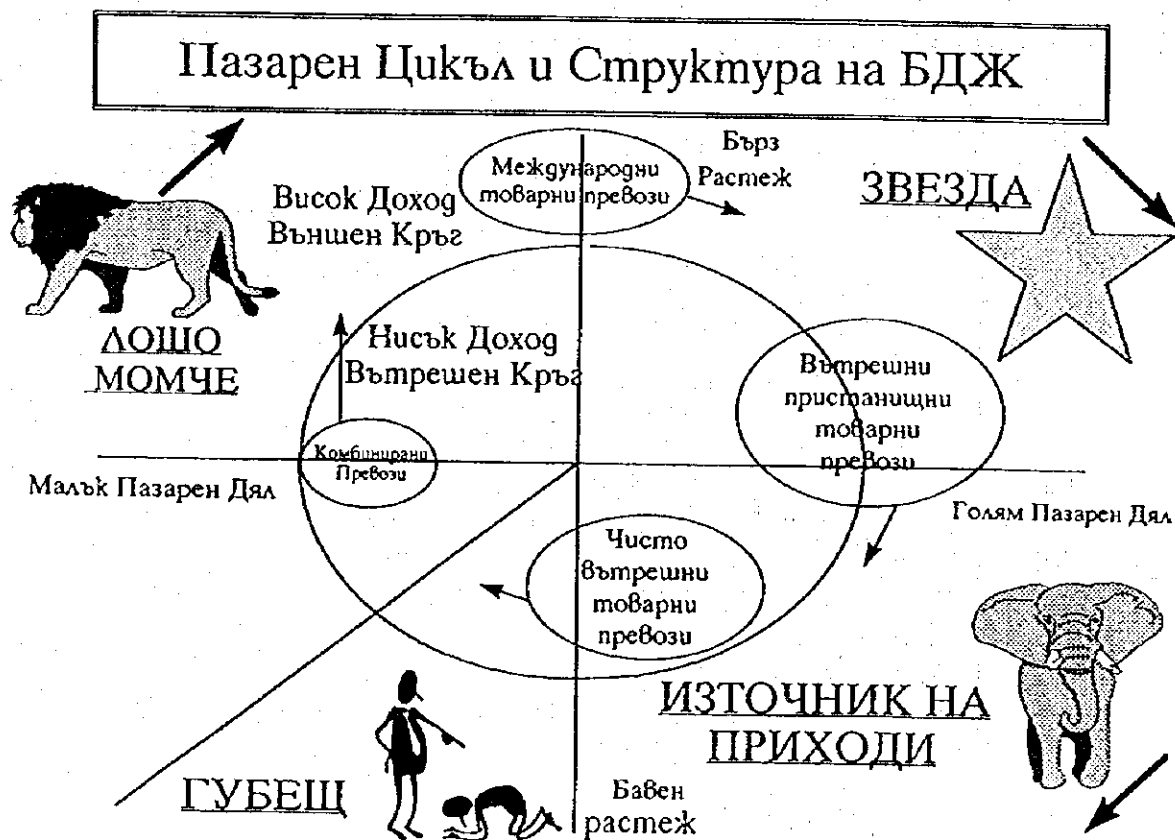 Пазарен Цикъл и Структура на БДЖ
Бърз
Растеж
Международни
товарни превози
ЗВЕЗДА
Висок Доход
Външен Кръг
ЛОШО
МОМЧЕ
Нисък Доход
Вътрешен Кръг
Вътрешни
пристанищни
товарни
превози
Комбинирани
Превози
Малък Пазарен Дял
Голям Пазарен Дял
Чисто
вътрешни
товарни
превози
ИЗТОЧНИК НА
ПРИХОДИ
ГУБЕЩ
Бавен
растеж